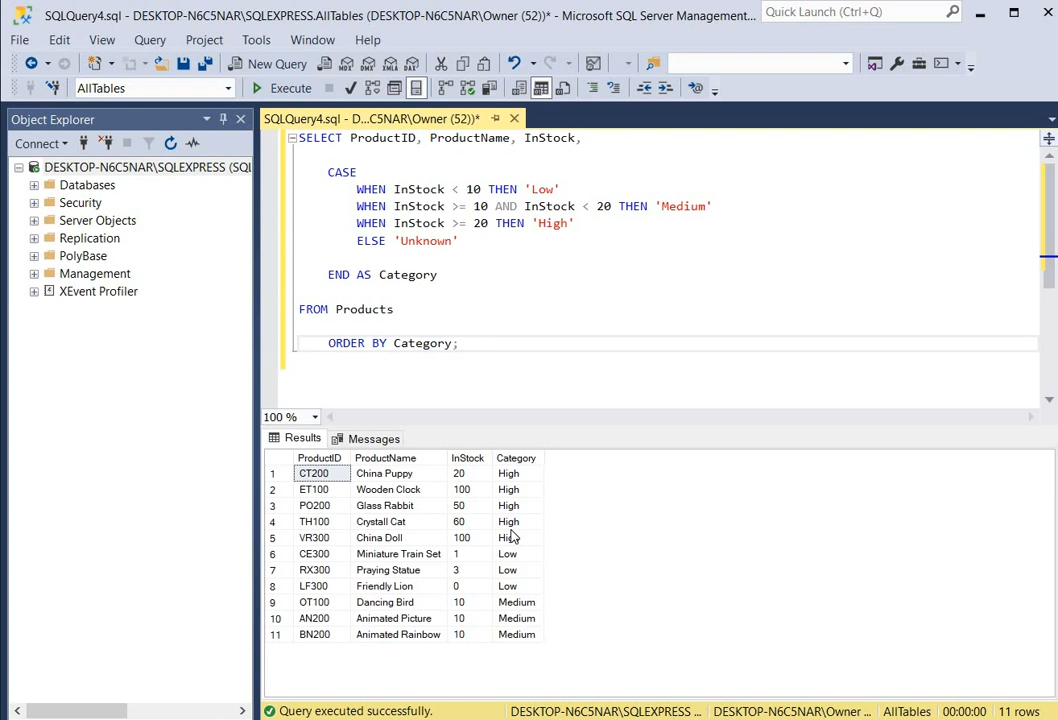 SQLQuery4.sql - DESKTOP-N6C5NAR\SQLEXPRESS.AllTables (DESKTOP-N6C5NAR\Owner (52))* - Microsoft SQL Server Management...
Quick Launch (Ctrl+Q)
File Edit View Query Project Tools Window Help
New Query
MDX DMX XMLA DAX
AllTables
Execute
Object Explorer
SQLQuery4.sql - D...C5NAR\Owner (52))*
Connect
DESKTOP-N6C5NAR\SQLEXPRESS (SQL
Databases
Security
Server Objects
Replication
PolyBase
Management
XEvent Profiler
SELECT ProductID, ProductName, InStock,
CASE
WHEN InStock < 10 THEN 'Low'
WHEN InStock >= 10 AND InStock < 20 THEN 'Medium'
WHEN InStock >= 20 THEN 'High'
ELSE 'Unknown'
END AS Category
FROM Products
ORDER BY Category;
100 %
Results Messages
ProductID ProductName InStock Category
1 CT200 China Puppy 20 High
2 ET100 Wooden Clock 100 High
3 PO200 Glass Rabbit 50 High
4 TH100 Crystall Cat 60 High
5 VR300 China Doll 100 High
6 CE300 Miniature Train Set 1 Low
7 RX300 Praying Statue 3 Low
8 LF300 Friendly Lion 0 Low
9 OT100 Dancing Bird 10 Medium
10 AN200 Animated Picture 10 Medium
11 BN200 Animated Rainbow 10 Medium
Query executed successfully.
DESKTOP-N6C5NAR\SQLEXPRESS ... DESKTOP-N6C5NAR\Owner ... AllTables 00:00:00 11 rows